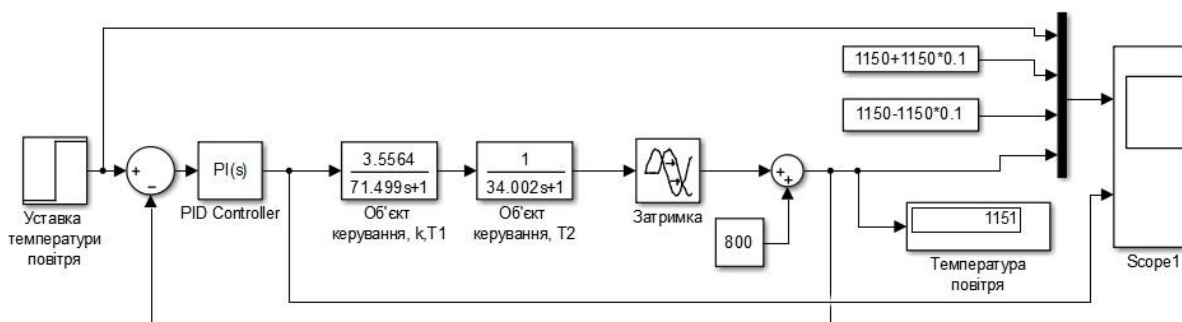 1150+1150*0.1
1150-1150*0.1
+
−
PI(s)
PID Controller
Уставка
температури
повітря
3.5564
71.499s+1
Об'єкт
керування, k,T1
1
34.002s+1
Об'єкт
керування, T2
Затримка
+
+
800
1151
Температура
повітря
Scope1